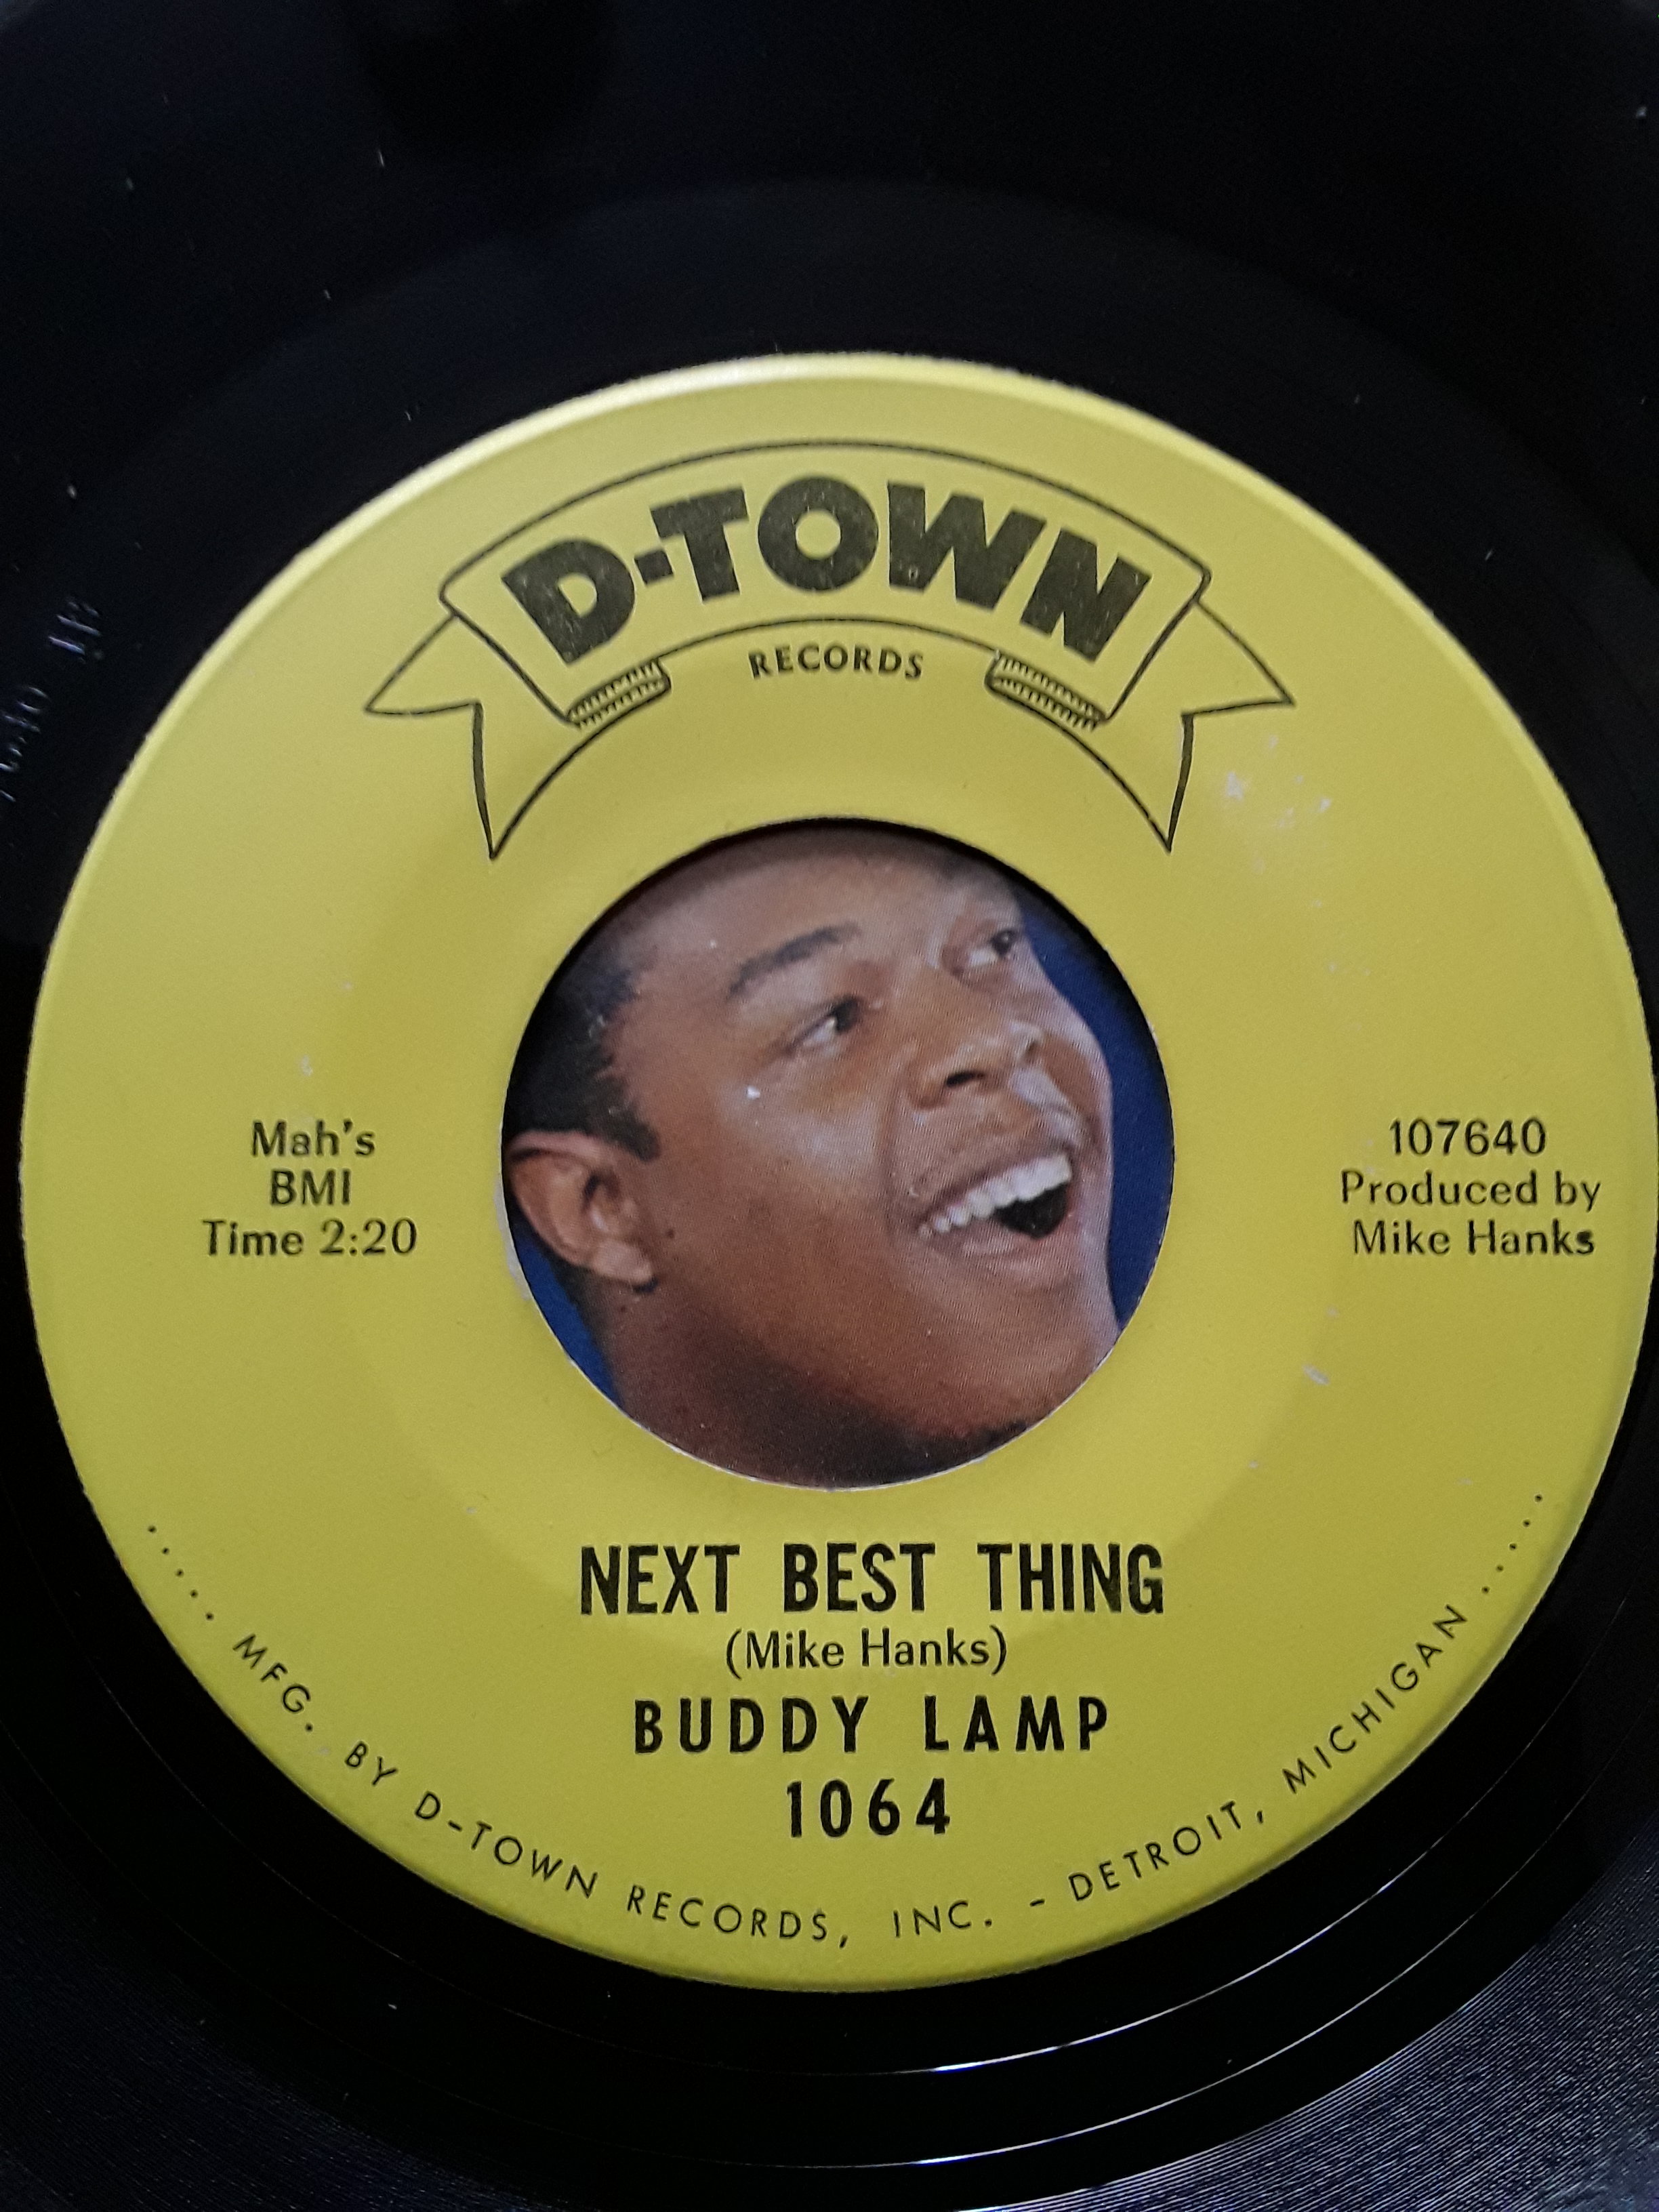 D-TOWN
RECORDS
Mah's
BMI
Time 2:20
107640
Produced by
Mike Hanks
NEXT BEST THING
(Mike Hanks)
BUDDY LAMP
1064
..... MFG. BY D-TOWN RECORDS, INC. - DETROIT, MICHIGAN .....